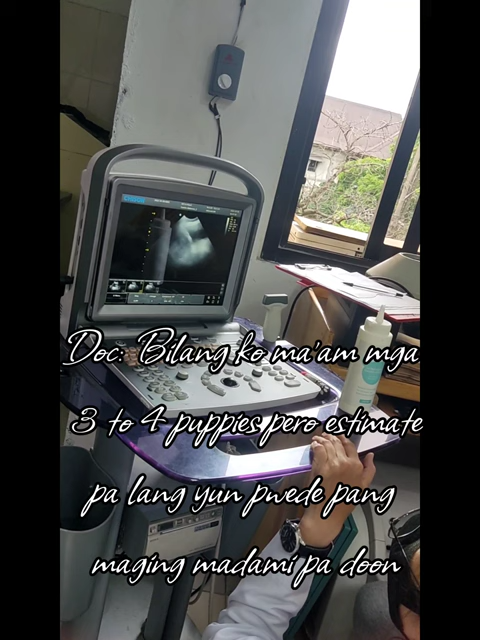 Doc: Bilang ko ma'am mga
3 to 4 puppies pero estimate
pa lang yun pwede pang
maging madami pa doon